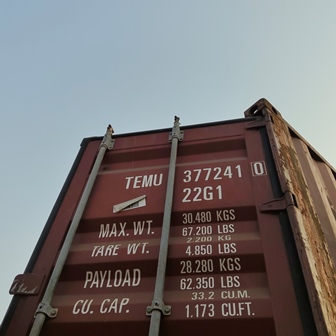 TEMU 377241 0
22G1
MAX. WT. 30.480 KGS
67.200 LBS
TARE WT. 2.200 KG
4.850 LBS
PAYLOAD 28.280 KGS
62.350 LBS
CU. CAP. 33.2 CU.M.
1.173 CU.FT.